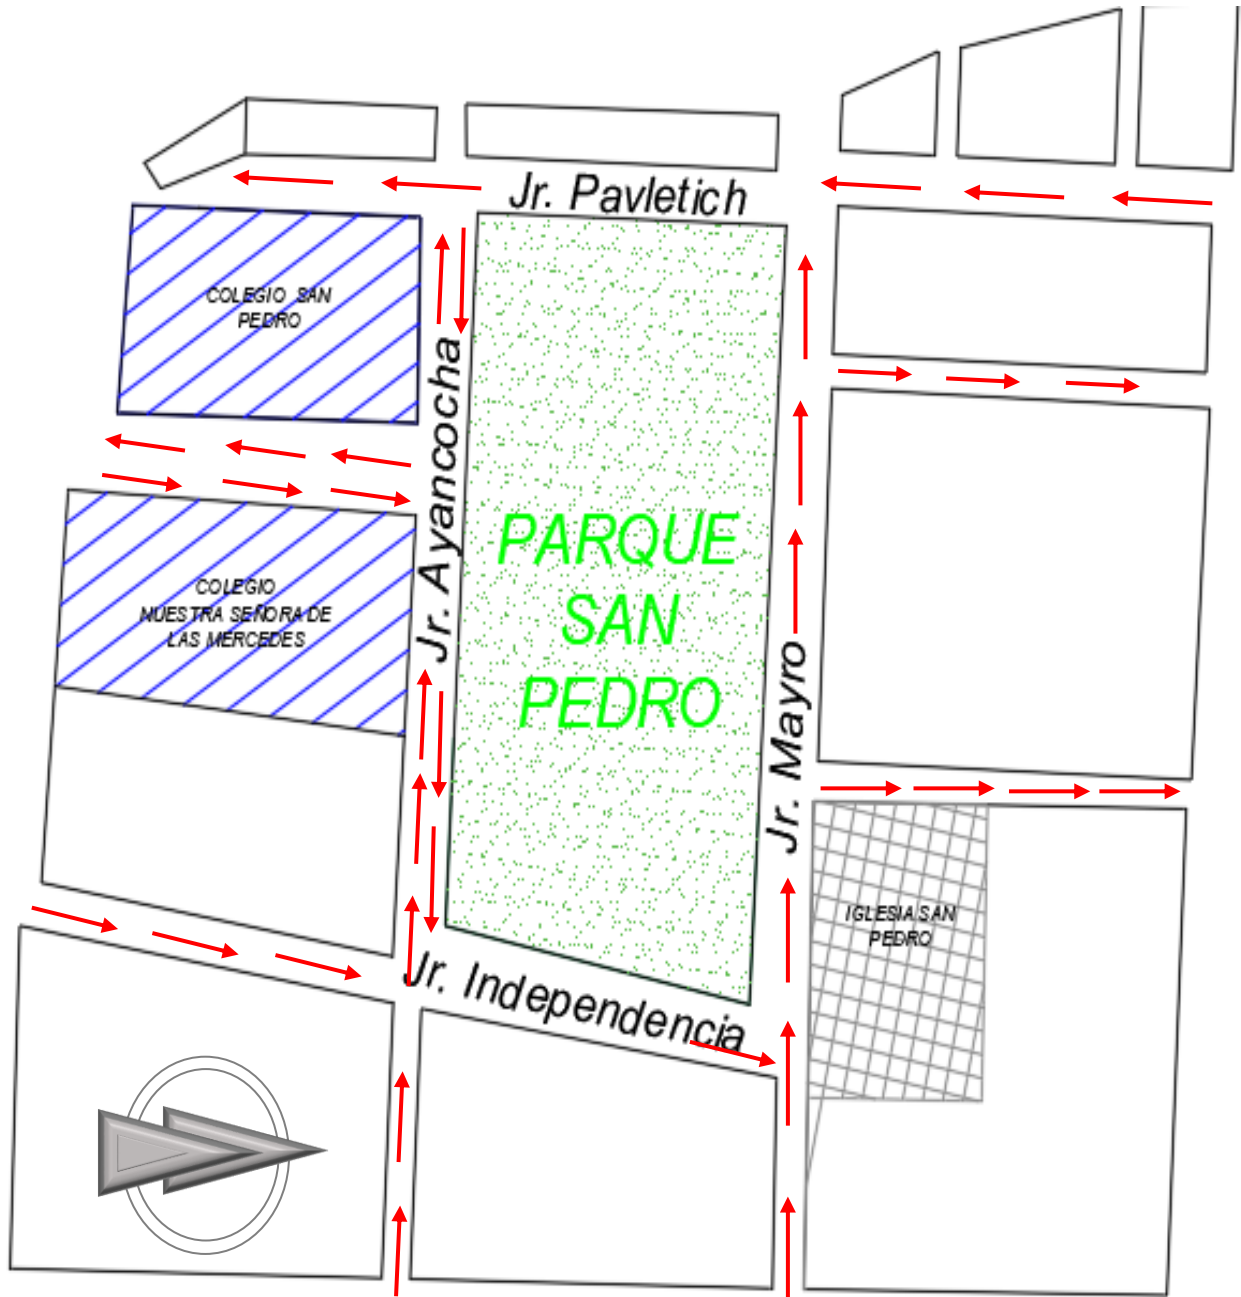 Jr. Pavletich
COLEGIO SAN
PEDRO
Jr. Ayancocha
PARQUE
SAN
PEDRO
COLEGIO
NUESTRA SEÑORA DE
LAS MERCEDES
Jr. Mayro
IGLESIA SAN
PEDRO
Jr. Independencia